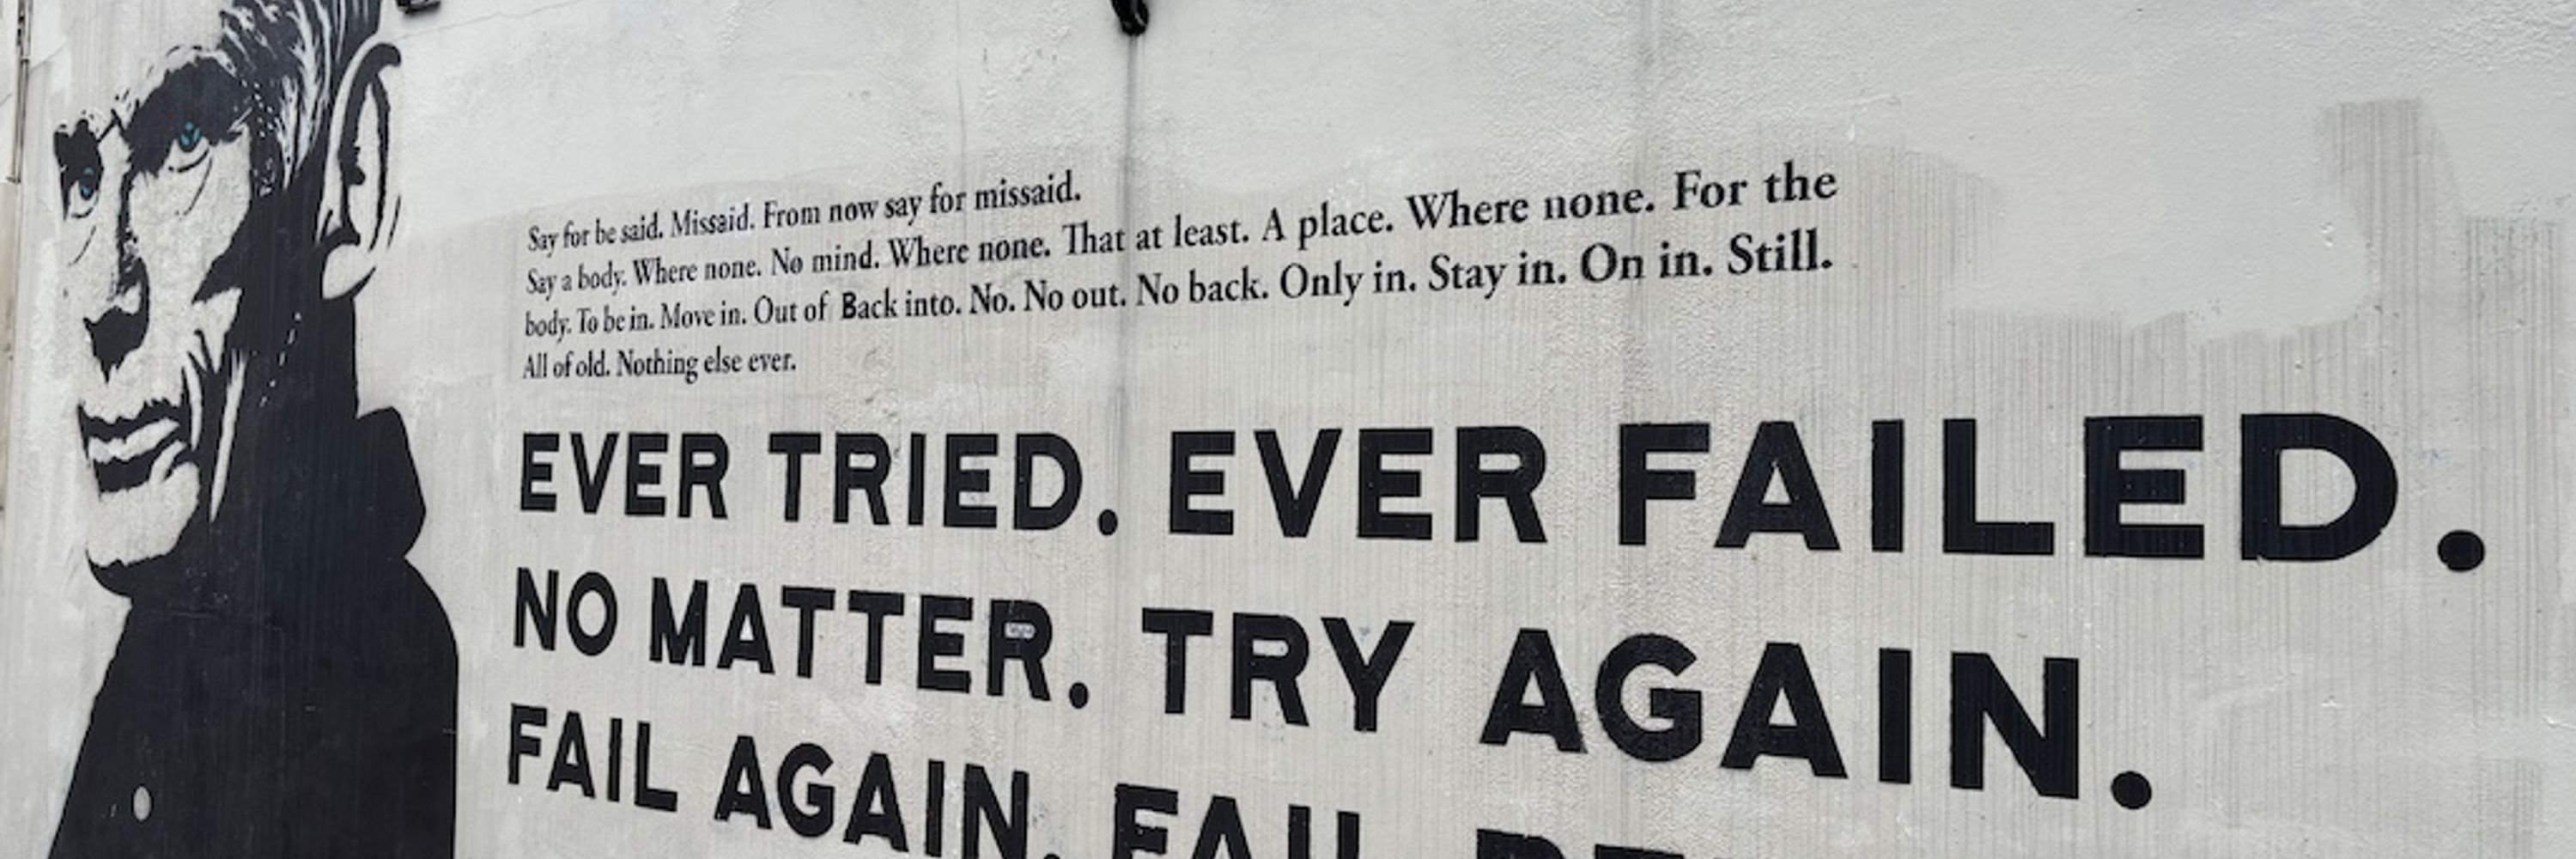 Say for be said. Missaid. From now say for missaid.
Say a body. Where none. No mind. Where none. That at least. A place. Where none. For the
body. To be in. Move in. Out of Back into. No. No out. No back. Only in. Stay in. On in. Still.
All of old. Nothing else ever.
EVER TRIED. EVER FAILED.
NO MATTER. TRY AGAIN.
FAIL AGAIN. FAIL